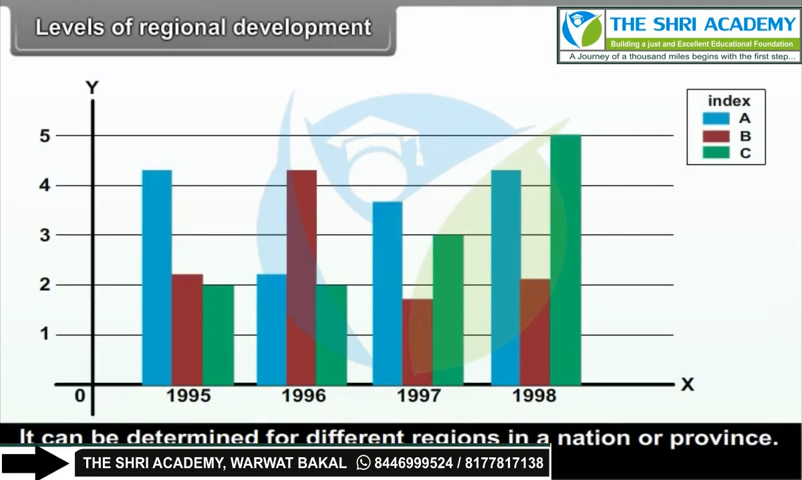 Levels of regional development
THE SHRI ACADEMY
Building a just and Excellent Educational Foundation
A Journey of a thousand miles begins with the first step...
Y
index
A
B
C
5
4
3
2
1
0
1995 1996 1997 1998
X
It can be determined for different regions in a nation or province.
THE SHRI ACADEMY, WARWAT BAKAL 8446999524 / 8177817138